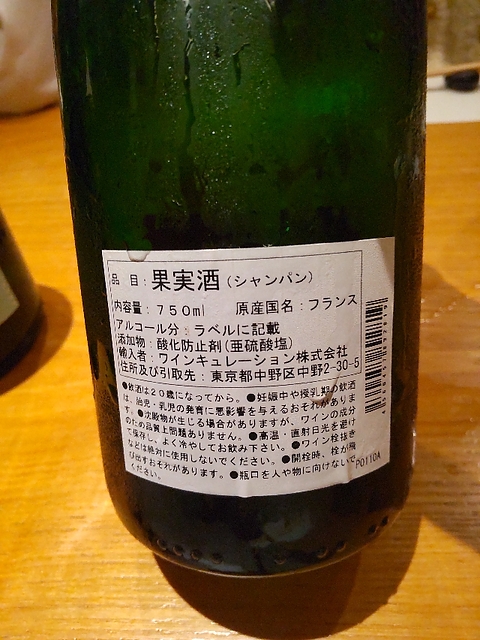 品　目：果実酒（シャンパン）
内容量：７５０ml　原産国名：フランス
アルコール分：ラベルに記載
添加物：酸化防止剤（亜硫酸塩）
輸入者：ワインキュレーション株式会社
住所及び引取先：東京都中野区中野2-30-5
●飲酒は２０歳になってから。●妊娠中や授乳期の飲酒
は、胎児・乳児の発育に悪影響を与えるおそれがありま
す。●沈殿物が生じる場合がありますが、ワインの成分
のため品質上問題ありません。●高温・直射日光を避け
て保存し、よく冷やしてお飲み下さい。●ワイン栓抜き
などは絶対に使用しないでください。●開栓時、栓が飛
び出すおそれがあります。●瓶口を人や物に向けないで
ください。
P0110A